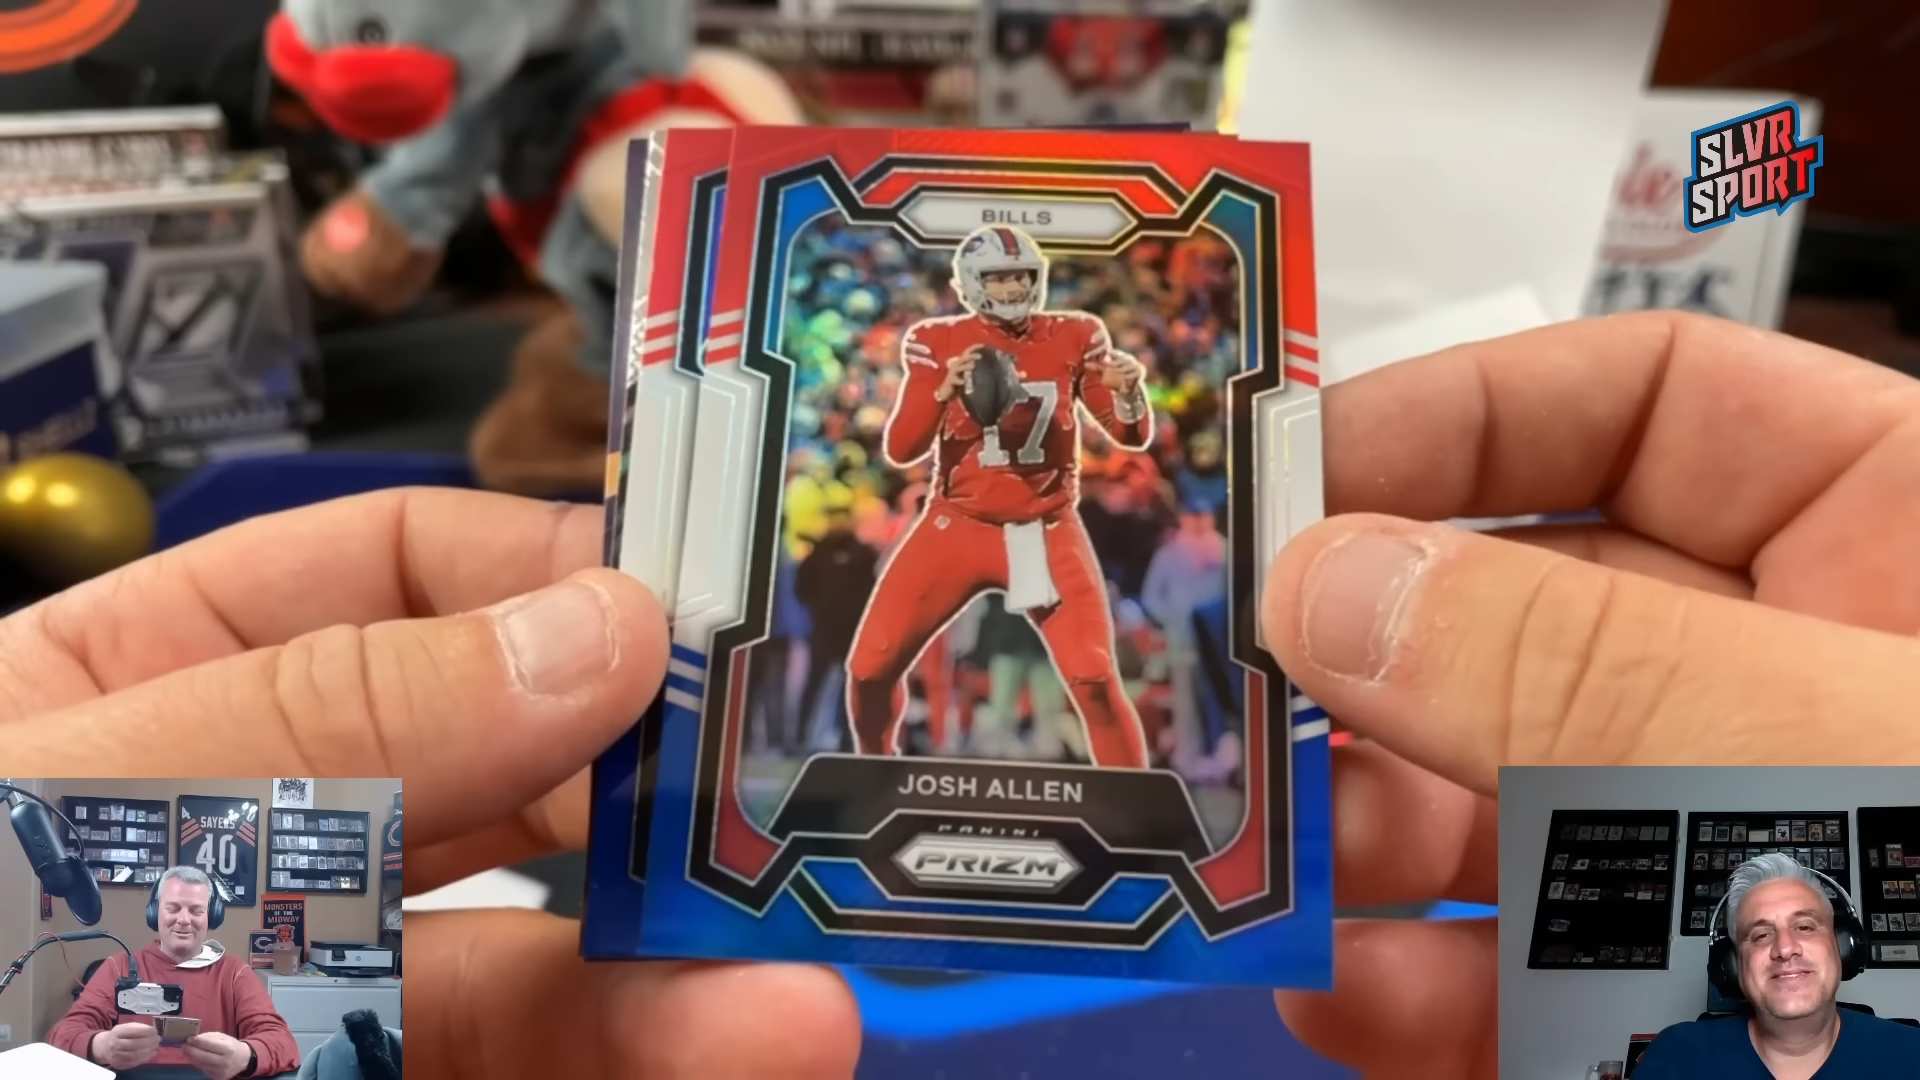 SLVR
SPORT
BILLS
17
JOSH ALLEN
PANINI
PRIZM
SAYERS
40
MONSTERS
OF THE
MIDWAY